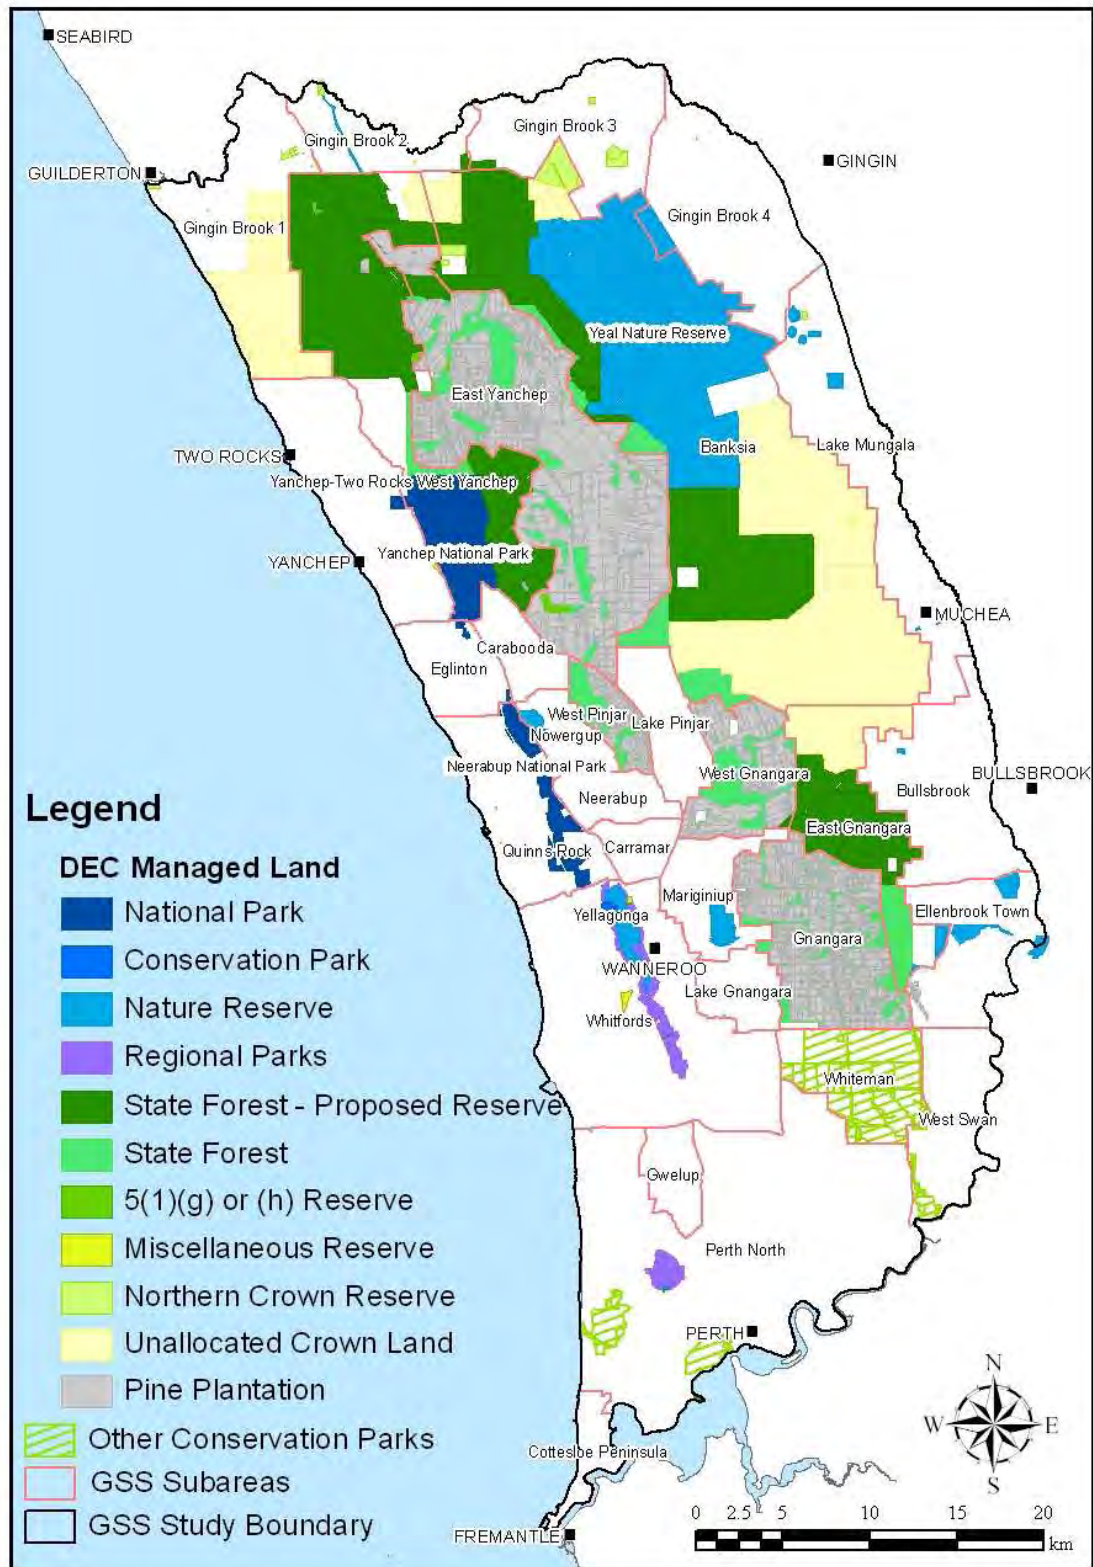 SEABIRD
Gingin Brook 3
Gingin Brook 2
GINGIN
GUILDERTON
Gingin Brook 1
Gingin Brook 4
Yeal Nature Reserve
East Yanchep
Banksia
Lake Mungala
TWO ROCKS
Yanchep-Two Rocks
West Yanchep
Yanchep National Park
YANCHEP
MUCHEA
Carabooda
Eglinton
West Pinjar
Lake Pinjar
Nowergup
Neerabup National Park
West Gnangara
BULLSBROOK
Bullsbrook
Neerabup
East Gnangara
Quinns Rock
Carramar
Mariginiup
Yellagonga
Ellenbrook Town
Gnangara
WANNEROO
Lake Gnangara
Whitfords
Whiteman
West Swan
Gwelup
Perth North
PERTH
Cottesloe Peninsula
FREMANTLE
Legend
DEC Managed Land
National Park
Conservation Park
Nature Reserve
Regional Parks
State Forest - Proposed Reserve
State Forest
5(1)(g) or (h) Reserve
Miscellaneous Reserve
Northern Crown Reserve
Unallocated Crown Land
Pine Plantation
Other Conservation Parks
GSS Subareas
GSS Study Boundary
N
W
E
S
0 2.5 5 10 15 20
km